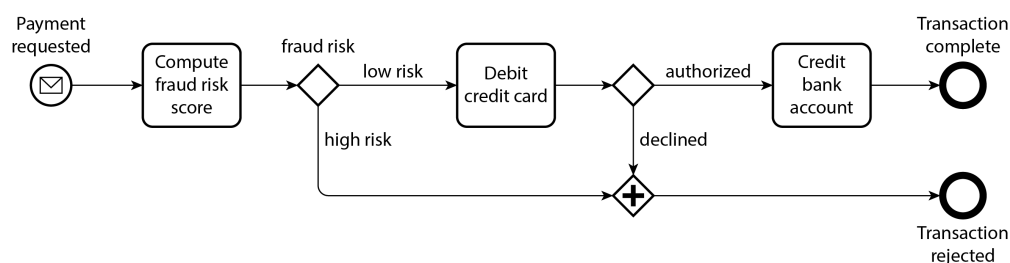 Payment
requested
Compute
fraud risk
score
fraud risk
low risk
high risk
Debit
credit card
authorized
declined
Credit
bank
account
Transaction
complete
Transaction
rejected